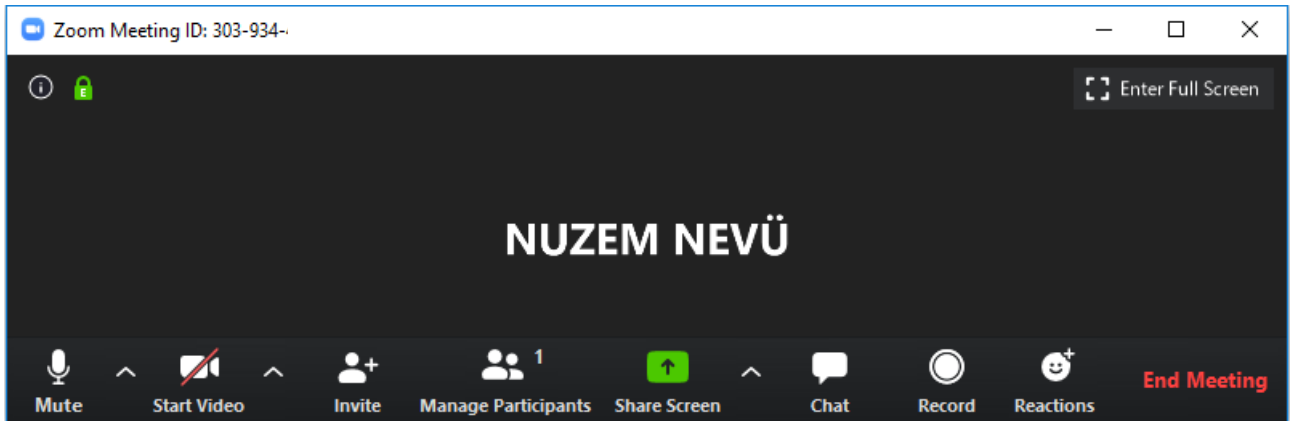 Zoom Meeting ID: 303-934-
E
Enter Full Screen
NUZEM NEVÜ
1
Mute
Start Video
Invite
Manage Participants
Share Screen
Chat
Record
Reactions
End Meeting